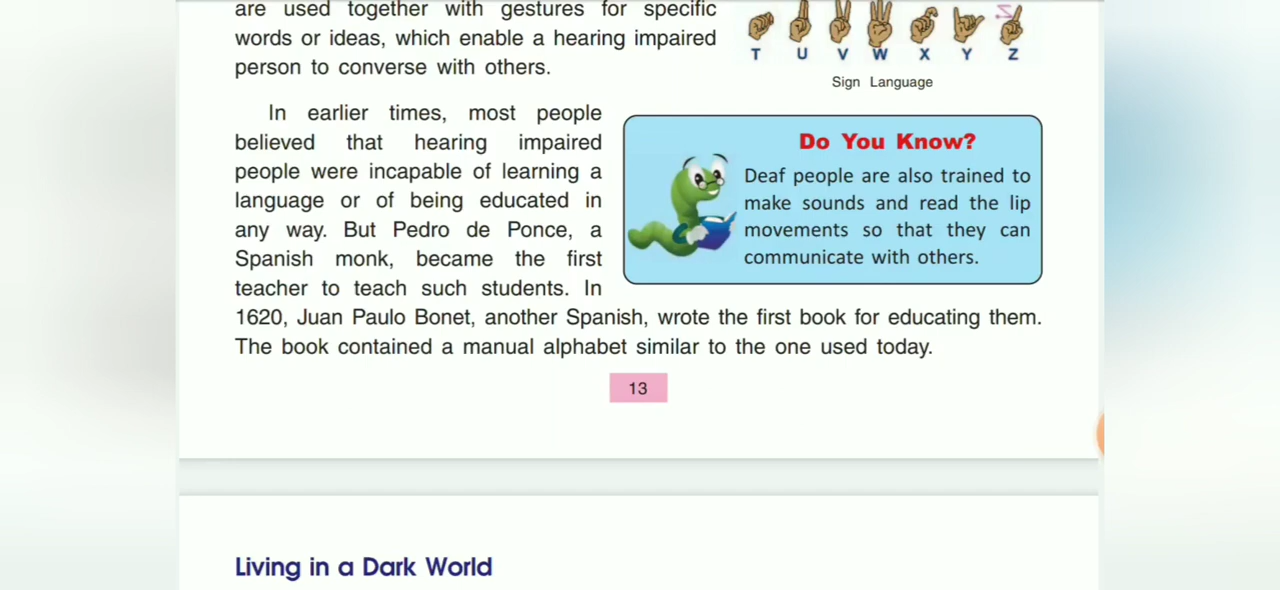 are used together with gestures for specific
words or ideas, which enable a hearing impaired
person to converse with others.
T U V W X Y Z
Sign Language
In earlier times, most people
believed that hearing impaired
people were incapable of learning a
language or of being educated in
any way. But Pedro de Ponce, a
Spanish monk, became the first
teacher to teach such students. In
1620, Juan Paulo Bonet, another Spanish, wrote the first book for educating them.
The book contained a manual alphabet similar to the one used today.
Do You Know?
Deaf people are also trained to
make sounds and read the lip
movements so that they can
communicate with others.
13
Living in a Dark World